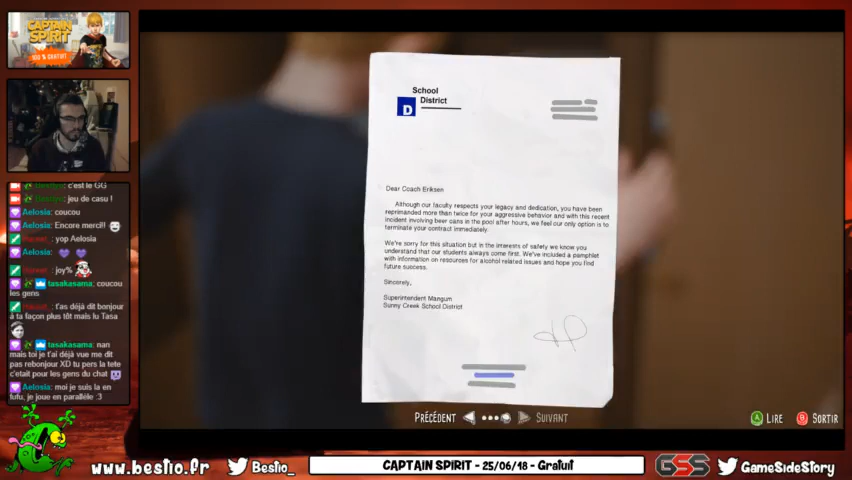 CAPTAIN
SPIRIT
School
District
D
Dear Coach Eriksen
Although our faculty respects your legacy and dedication, you have been
reprimanded more than twice for your aggressive behavior and with this recent
incident involving beer cans in the pool after hours, we feel our only option is to
terminate your contract immediately.
We're sorry for this situation but in the interests of safety we know you
understand that our students always come first. We've included a pamphlet
with information on resources for alcohol related issues and hope you find
future success.
Sincerely,
Superintendent Mangum
Sunny Creek School District
PRÉCÉDENT
SUIVANT
A LIRE
B SORTIR
c'est le GG
jeu de casu !
Aelosia: coucou
Aelosia: Encore merci!!
yop Aelosia
Aelosia:
joy%
tasakasama: coucou
les gens
t'as déjà dit bonjour
à ta façon plus tôt mais lu Tasa
tasakasama: nan
mais toi je t'ai déjà vue me dit
pas rebonjour XD tu pers la tete
c'etait pour les gens du chat
Aelosia: moi je suis la en
fufu, je joue en parallèle :3
www.bestio.fr
Bestio_
CAPTAIN SPIRIT - 25/06/18 - Gratuit
GSS
GameSideStory